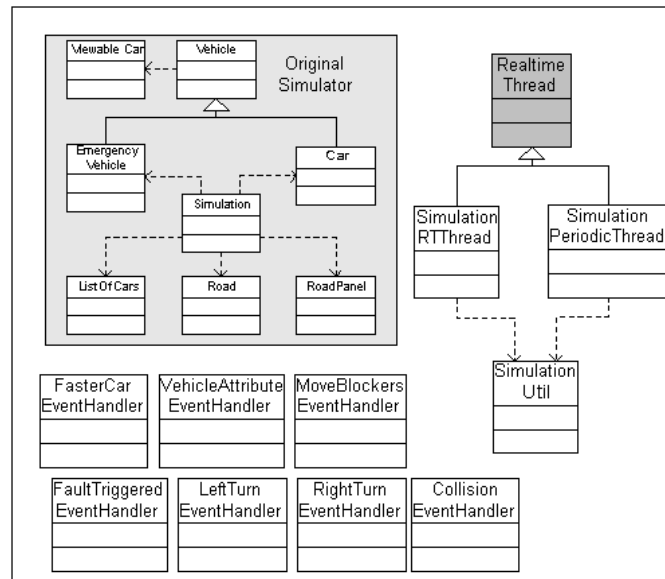 Viewable Car
Vehicle
Original
Simulator
Emergency
Vehicle
Car
Simulation
ListOfCars
Road
RoadPanel
Realtime
Thread
Simulation
RTThread
Simulation
PeriodicThread
Simulation
Util
FasterCar
EventHandler
VehicleAttribute
EventHandler
MoveBlockers
EventHandler
FaultTriggered
EventHandler
LeftTurn
EventHandler
RightTurn
EventHandler
Collision
EventHandler